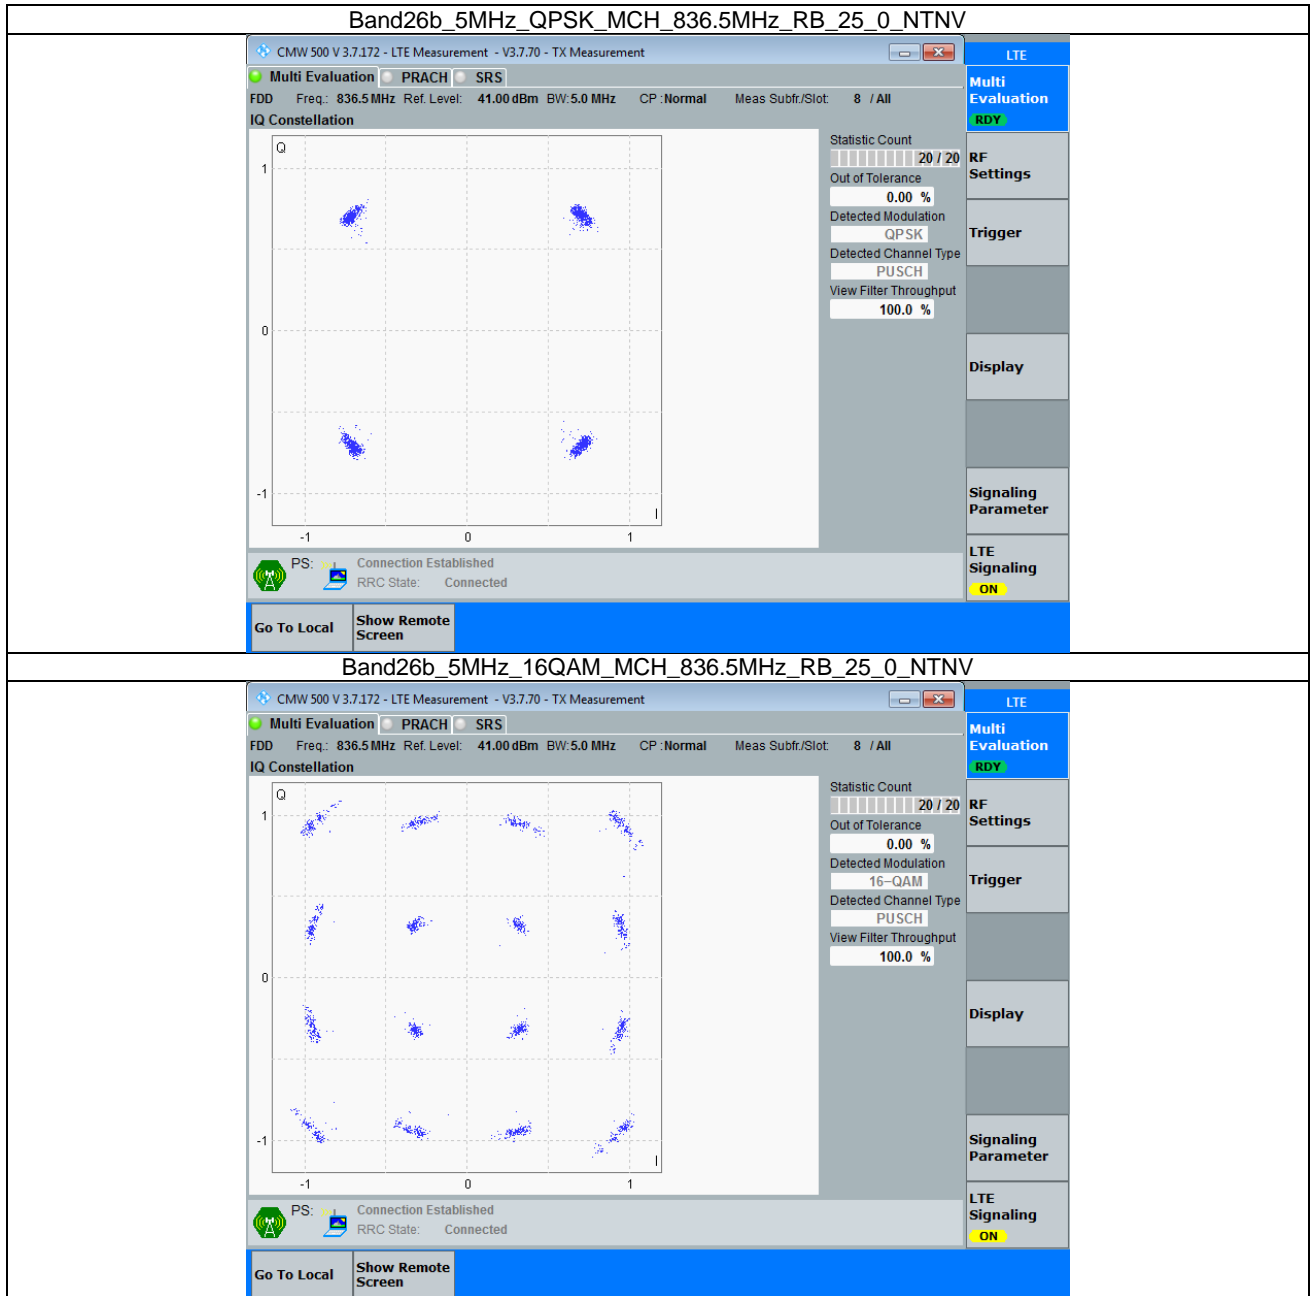 Band26b_5MHz_QPSK_MCH_836.5MHz_RB_25_0_NTNV
CMW 500 V 3.7.172 - LTE Measurement - V3.7.70 - TX Measurement
LTE
Multi Evaluation PRACH SRS
Multi
Evaluation
RDY
FDD Freq.: 836.5 MHz Ref. Level: 41.00 dBm BW: 5.0 MHz CP : Normal Meas Subfr./Slot: 8 / All
IQ Constellation
Q
1
0
-1
I
-1 0 1
Statistic Count
20 / 20
Out of Tolerance
0.00 %
Detected Modulation
QPSK
Detected Channel Type
PUSCH
View Filter Throughput
100.0 %
RF
Settings
Trigger
Display
Signaling
Parameter
LTE
Signaling
ON
PS: Connection Established
RRC State: Connected
Go To Local
Show Remote
Screen
Band26b_5MHz_16QAM_MCH_836.5MHz_RB_25_0_NTNV
CMW 500 V 3.7.172 - LTE Measurement - V3.7.70 - TX Measurement
LTE
Multi Evaluation PRACH SRS
Multi
Evaluation
RDY
FDD Freq.: 836.5 MHz Ref. Level: 41.00 dBm BW: 5.0 MHz CP : Normal Meas Subfr./Slot: 8 / All
IQ Constellation
Q
1
0
-1
I
-1 0 1
Statistic Count
20 / 20
Out of Tolerance
0.00 %
Detected Modulation
16-QAM
Detected Channel Type
PUSCH
View Filter Throughput
100.0 %
RF
Settings
Trigger
Display
Signaling
Parameter
LTE
Signaling
ON
PS: Connection Established
RRC State: Connected
Go To Local
Show Remote
Screen